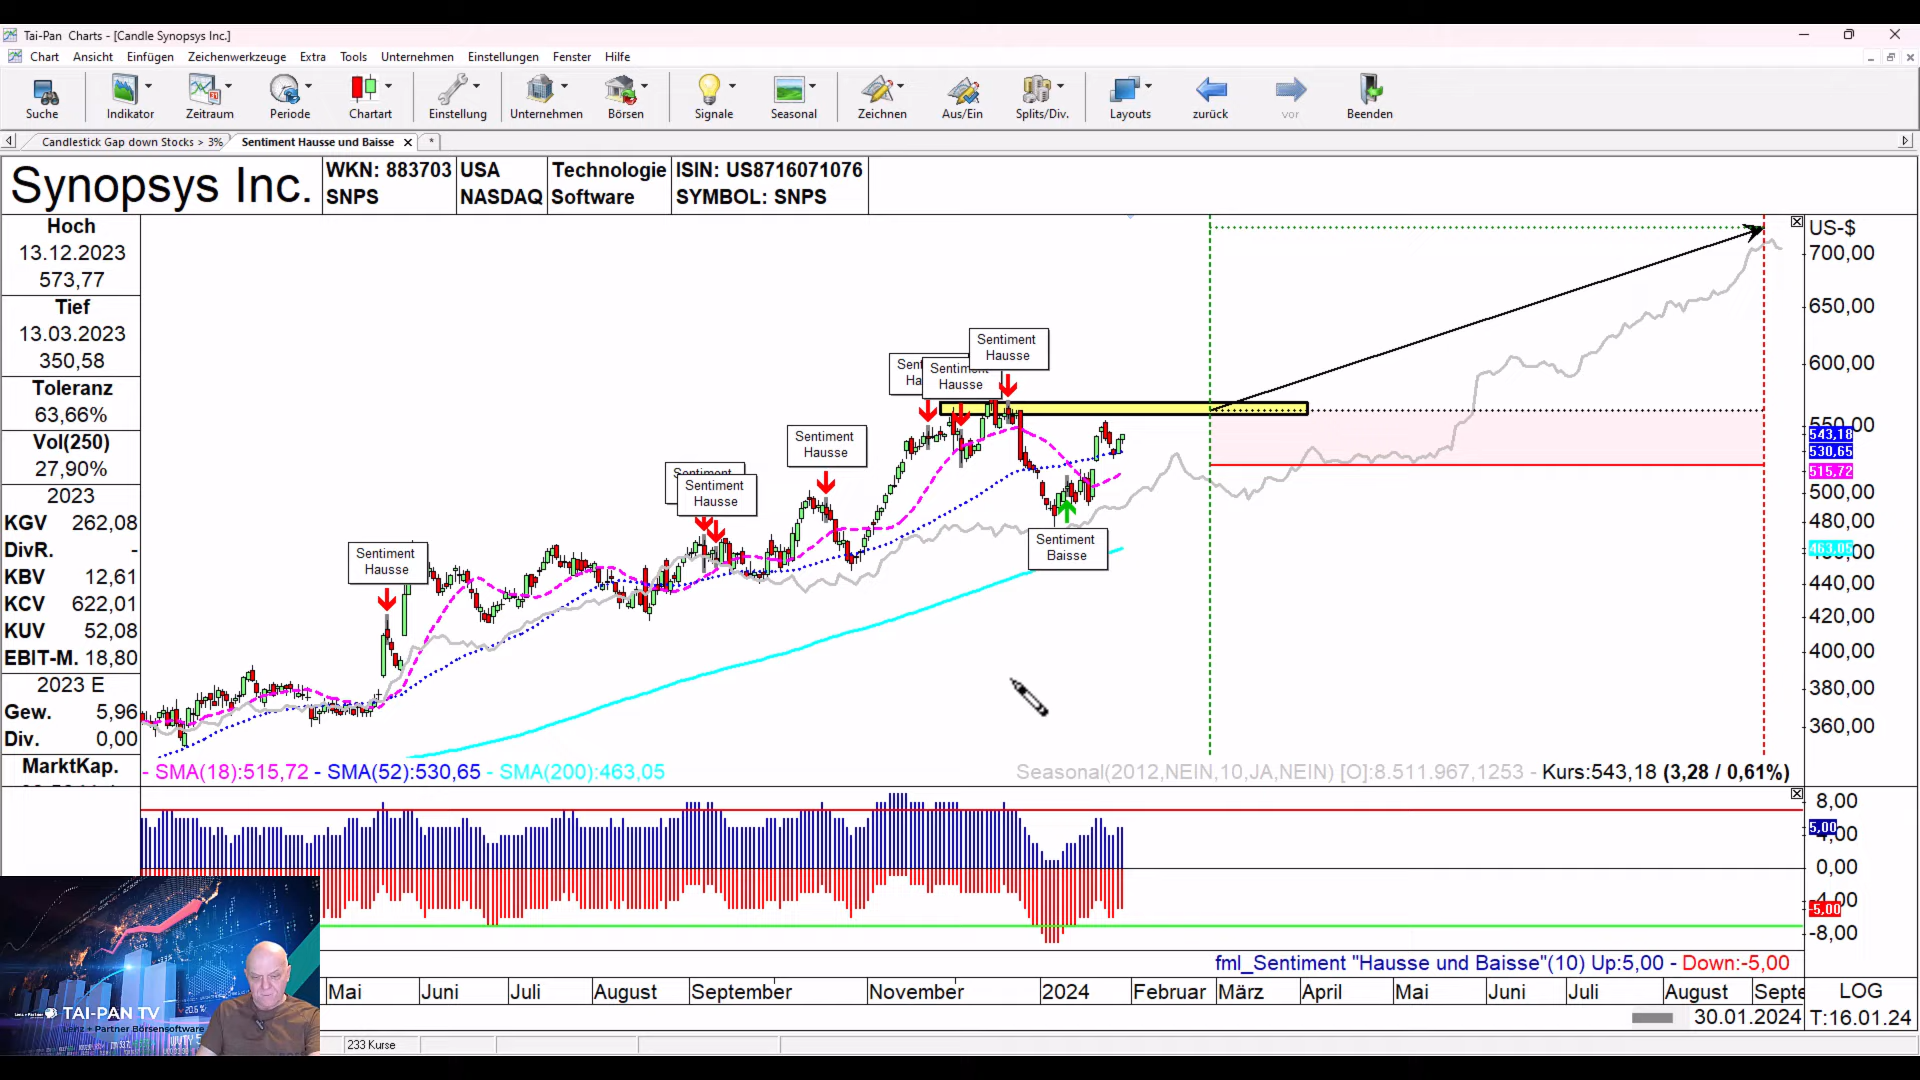 Tai-Pan Charts - [Candle Synopsys Inc.]
Chart Ansicht Einfügen Zeichenwerkzeuge Extra Tools Unternehmen Einstellungen Fenster Hilfe
Suche Indikator Zeitraum Periode Chartart Einstellung Unternehmen Börsen Signale Seasonal Zeichnen Aus/Ein Splits/Div. Layouts zurück vor Beenden
Candlestick Gap down Stocks > 3% Sentiment Hausse und Baisse *
Synopsys Inc.
WKN: 883703 USA Technologie ISIN: US8716071076
SNPS NASDAQ Software SYMBOL: SNPS
Hoch
13.12.2023
573,77
Tief
13.03.2023
350,58
Toleranz
63,66%
Vol(250)
27,90%
2023
KGV 262,08
DivR. -
KBV 12,61
KCV 622,01
KUV 52,08
EBIT-M. 18,80
2023 E
Gew. 5,96
Div. 0,00
MarktKap.
Sentiment
Hausse
Sentiment
Sentiment
Hausse
Sentiment
Hausse
Sentiment
Hausse
Sentiment
Hausse
Sentiment
Baisse
US-$
700,00
650,00
600,00
543,18
530,65
515,72
500,00
480,00
463,05
440,00
420,00
400,00
380,00
360,00
- SMA(18):515,72 - SMA(52):530,65 - SMA(200):463,05
Seasonal(2012,NEIN,10,JA,NEIN) [O]:8.511.967,1253 - Kurs:543,18 (3,28 / 0,61%)
8,00
5,00
0,00
-5,00
-8,00
fml_Sentiment "Hausse und Baisse"(10) Up:5,00 - Down:-5,00
Mai Juni Juli August September November 2024 Februar März April Mai Juni Juli August Septe LOG
30.01.2024 T:16.01.24
TAI-PAN TV
Lenz + Partner Börsensoftware
233 Kurse